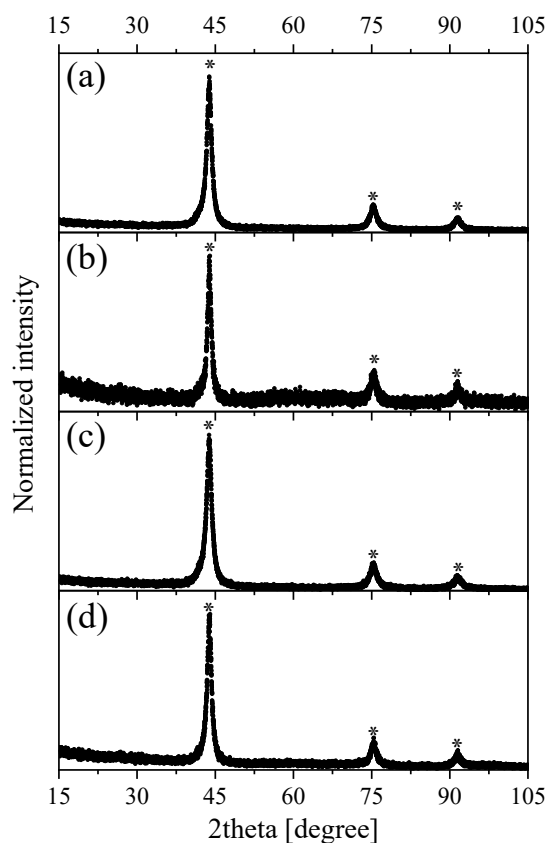 15 30 45 60 75 90 105
(a)
* * *
(b)
* * *
(c)
* * *
(d)
* * *
Normalized intensity
15 30 45 60 75 90 105
2theta [degree]